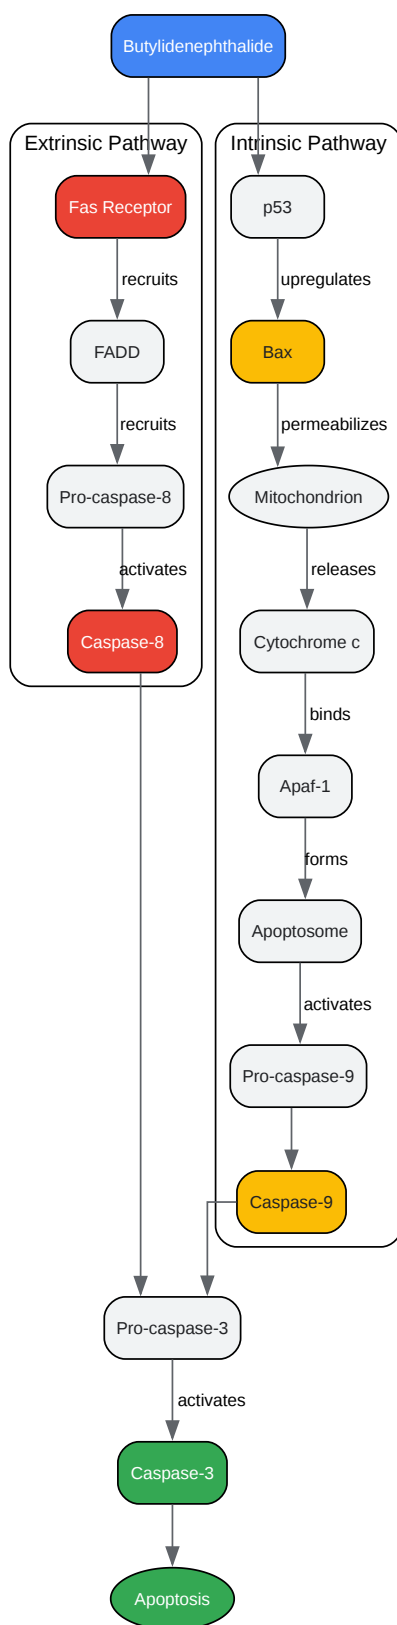 Butylidenephthalide
Extrinsic Pathway
Fas Receptor
recruits
FADD
recruits
Pro-caspase-8
activates
Caspase-8
Intrinsic Pathway
p53
upregulates
Bax
permeabilizes
Mitochondrion
releases
Cytochrome c
binds
Apaf-1
forms
Apoptosome
activates
Pro-caspase-9
Caspase-9
Pro-caspase-3
activates
Caspase-3
Apoptosis